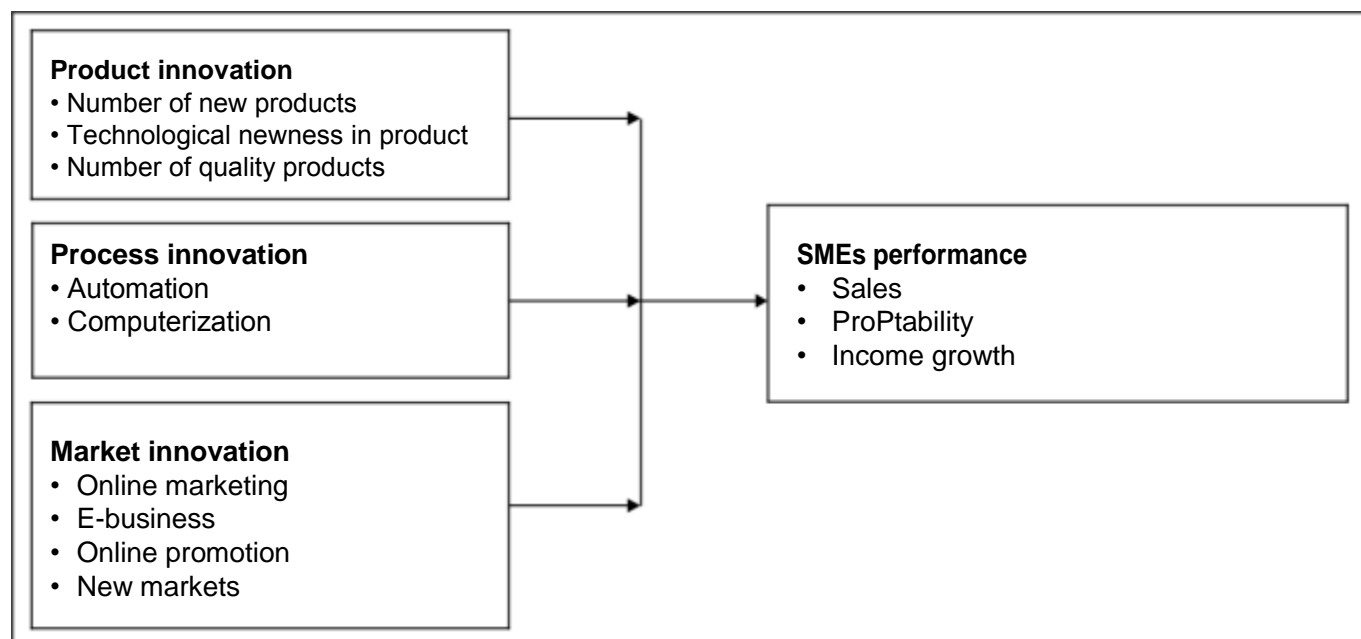 Product innovation
• Number of new products
• Technological newness in product
• Number of quality products
Process innovation
• Automation
• Computerization
Market innovation
• Online marketing
• E-business
• Online promotion
• New markets
SMEs performance
• Sales
• ProPtability
• Income growth